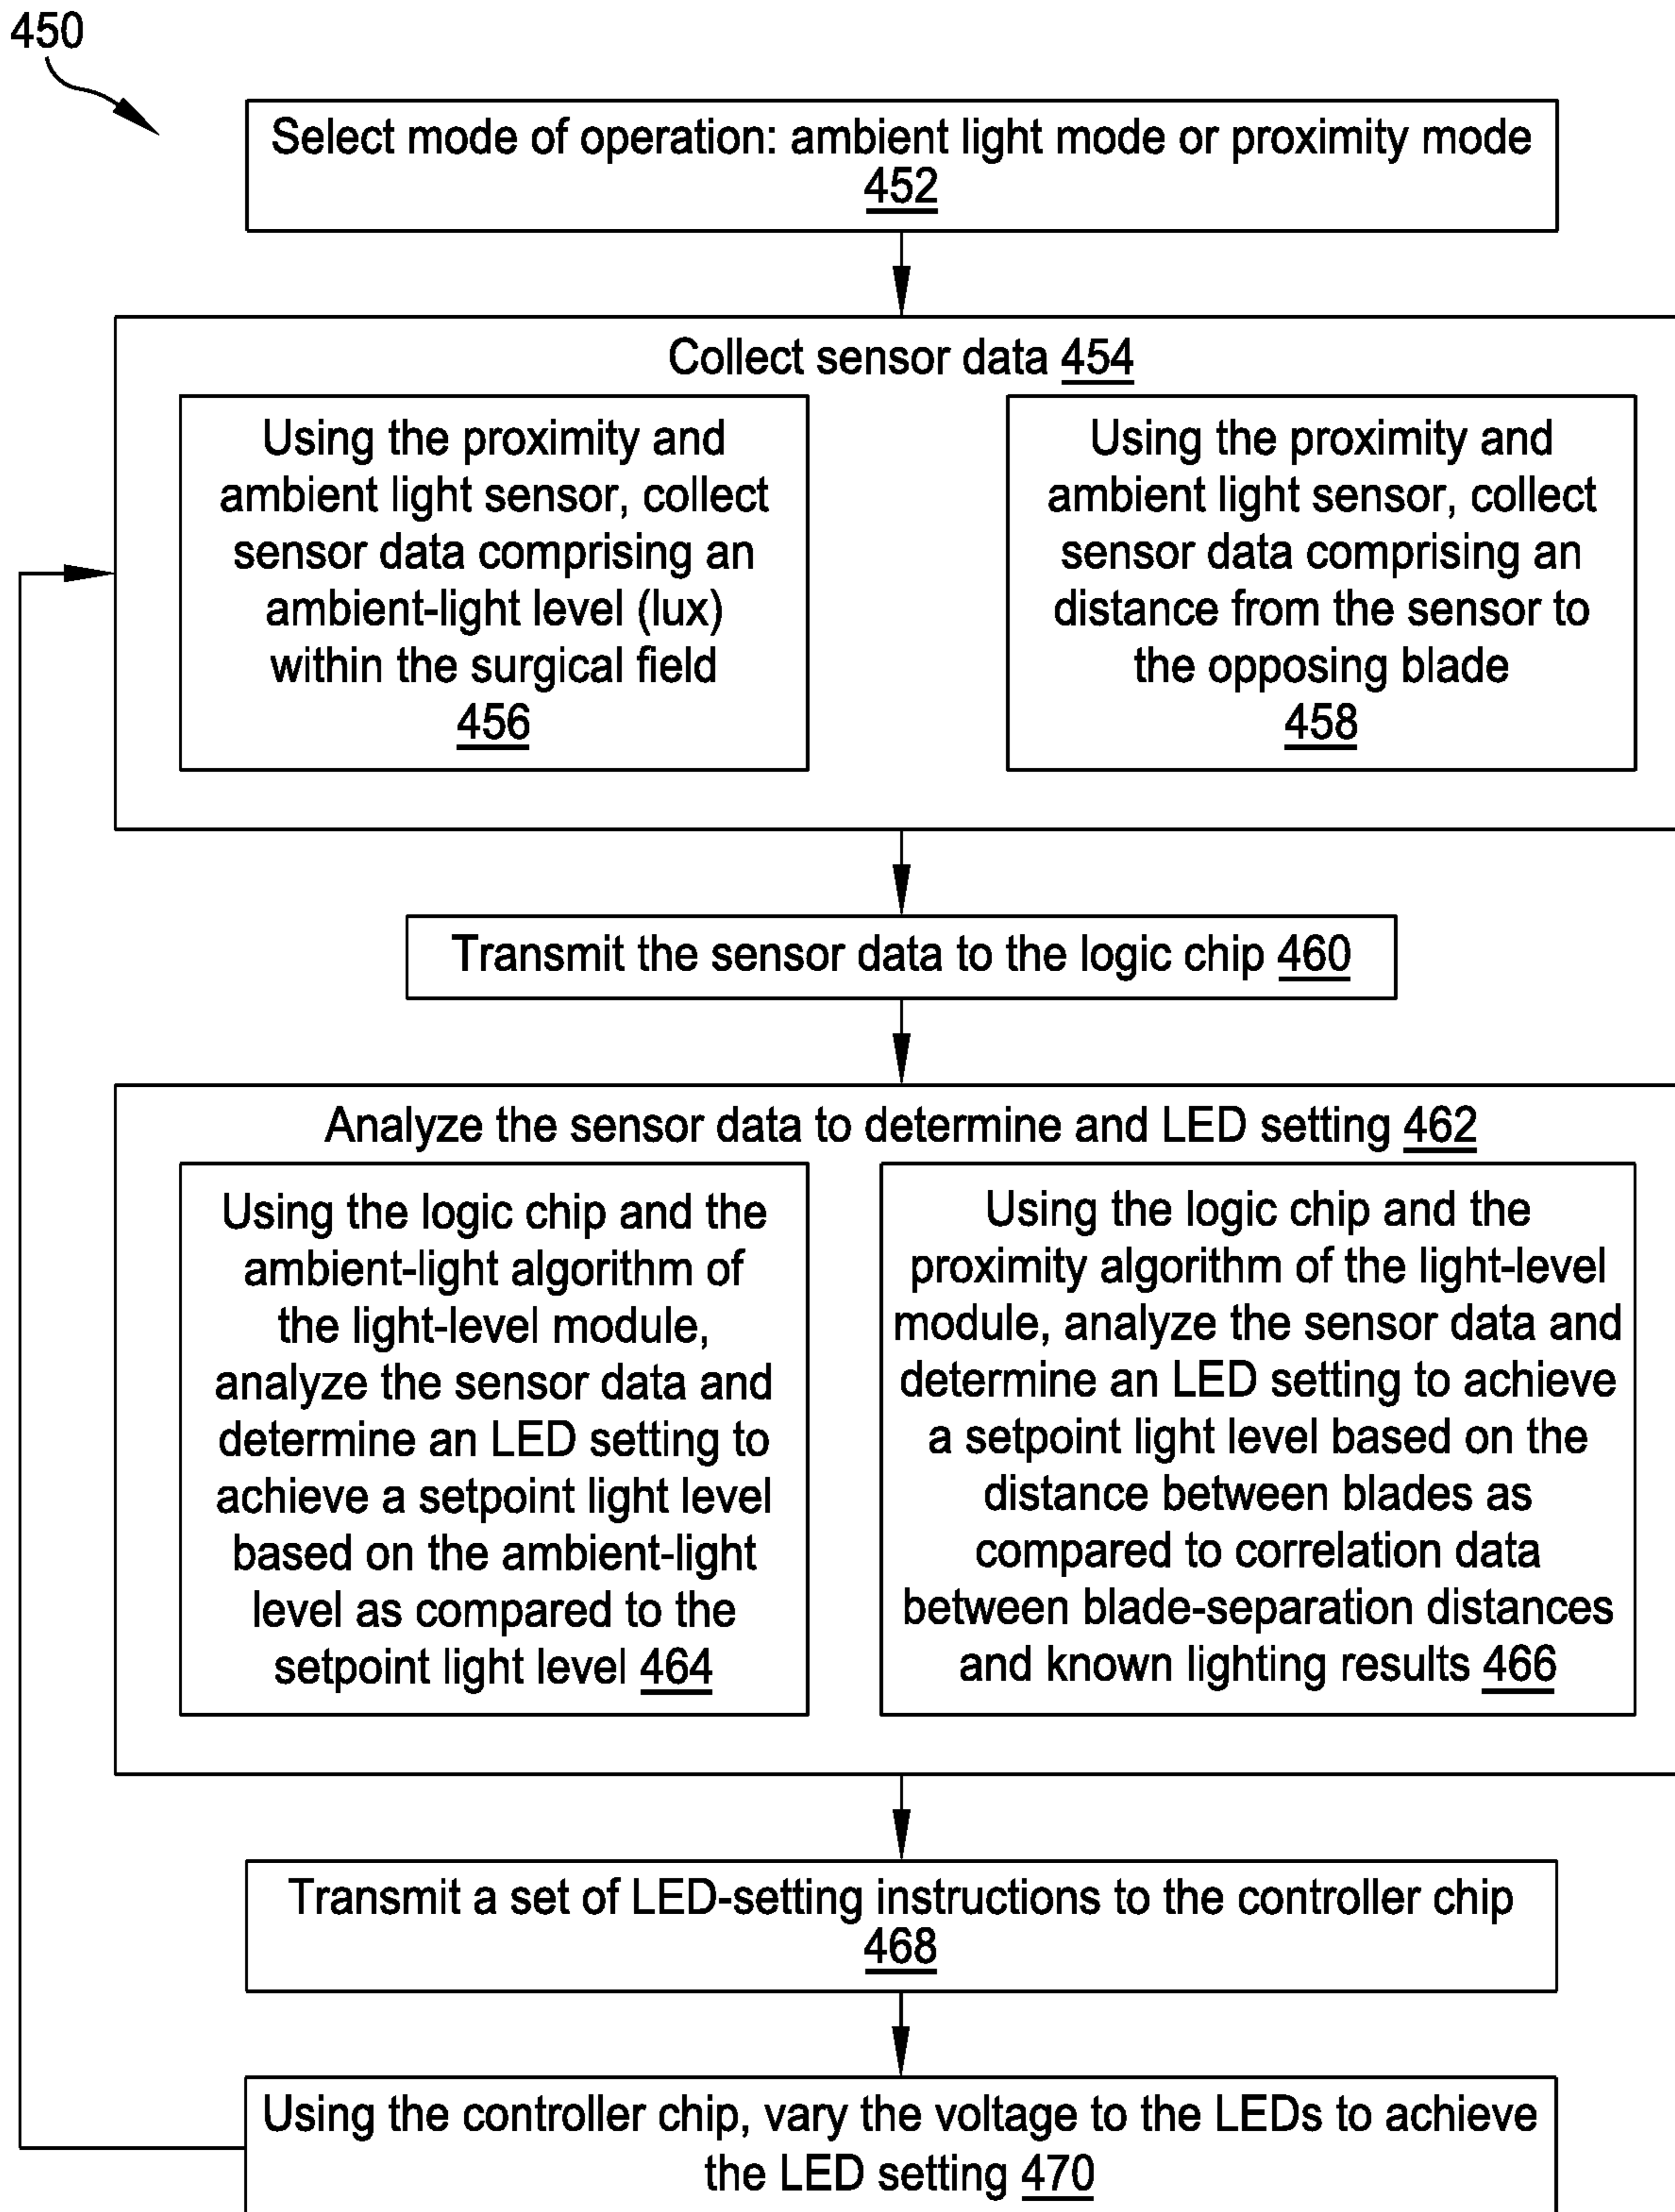 450
Select mode of operation: ambient light mode or proximity mode
452
Collect sensor data 454
Using the proximity and
ambient light sensor, collect
sensor data comprising an
ambient-light level (lux)
within the surgical field
456
Using the proximity and
ambient light sensor, collect
sensor data comprising an
distance from the sensor to
the opposing blade
458
Transmit the sensor data to the logic chip 460
Analyze the sensor data to determine and LED setting 462
Using the logic chip and the
ambient-light algorithm of
the light-level module,
analyze the sensor data and
determine an LED setting to
achieve a setpoint light level
based on the ambient-light
level as compared to the
setpoint light level 464
Using the logic chip and the
proximity algorithm of the light-level
module, analyze the sensor data and
determine an LED setting to achieve
a setpoint light level based on the
distance between blades as
compared to correlation data
between blade-separation distances
and known lighting results 466
Transmit a set of LED-setting instructions to the controller chip
468
Using the controller chip, vary the voltage to the LEDs to achieve
the LED setting 470